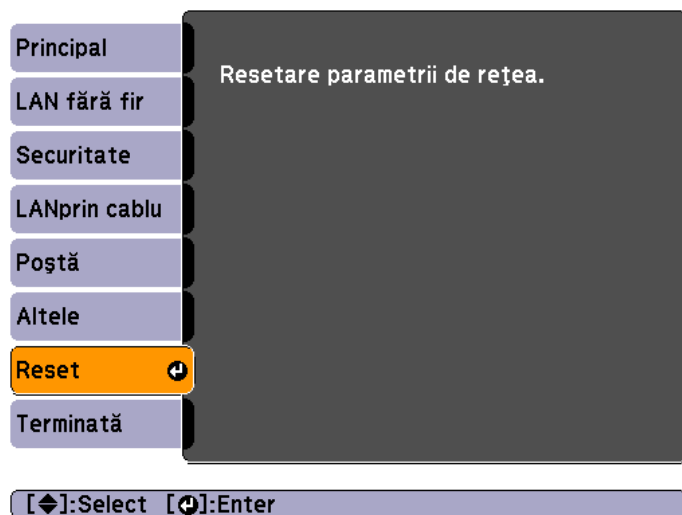 Principal
Resetare parametrii de reţea.
LAN fără fir
Securitate
LANprin cablu
Poştă
Altele
Reset
Terminată
[◆]:Select [↵]:Enter